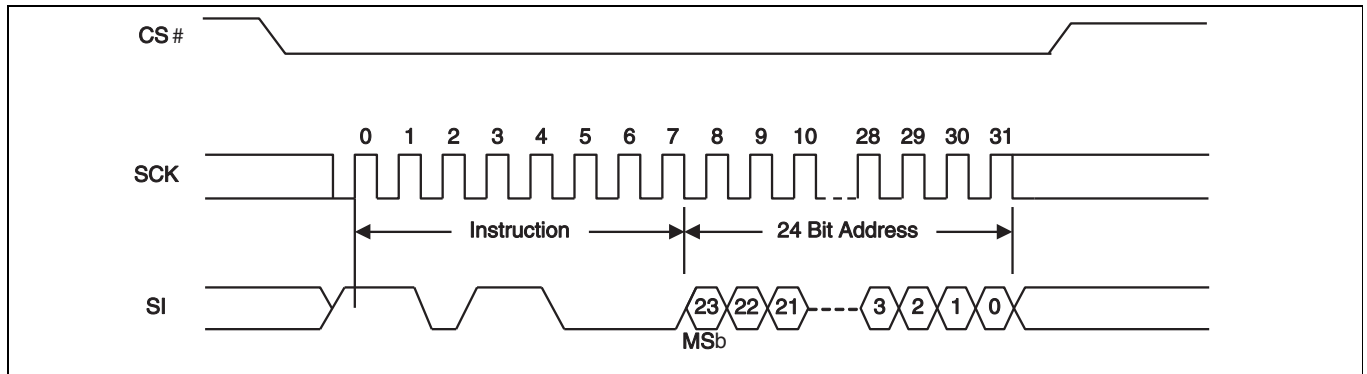 CS #
0 1 2 3 4 5 6 7 8 9 10 28 29 30 31
SCK
Instruction 24 Bit Address
SI 23 22 21 3 2 1 0
MSb